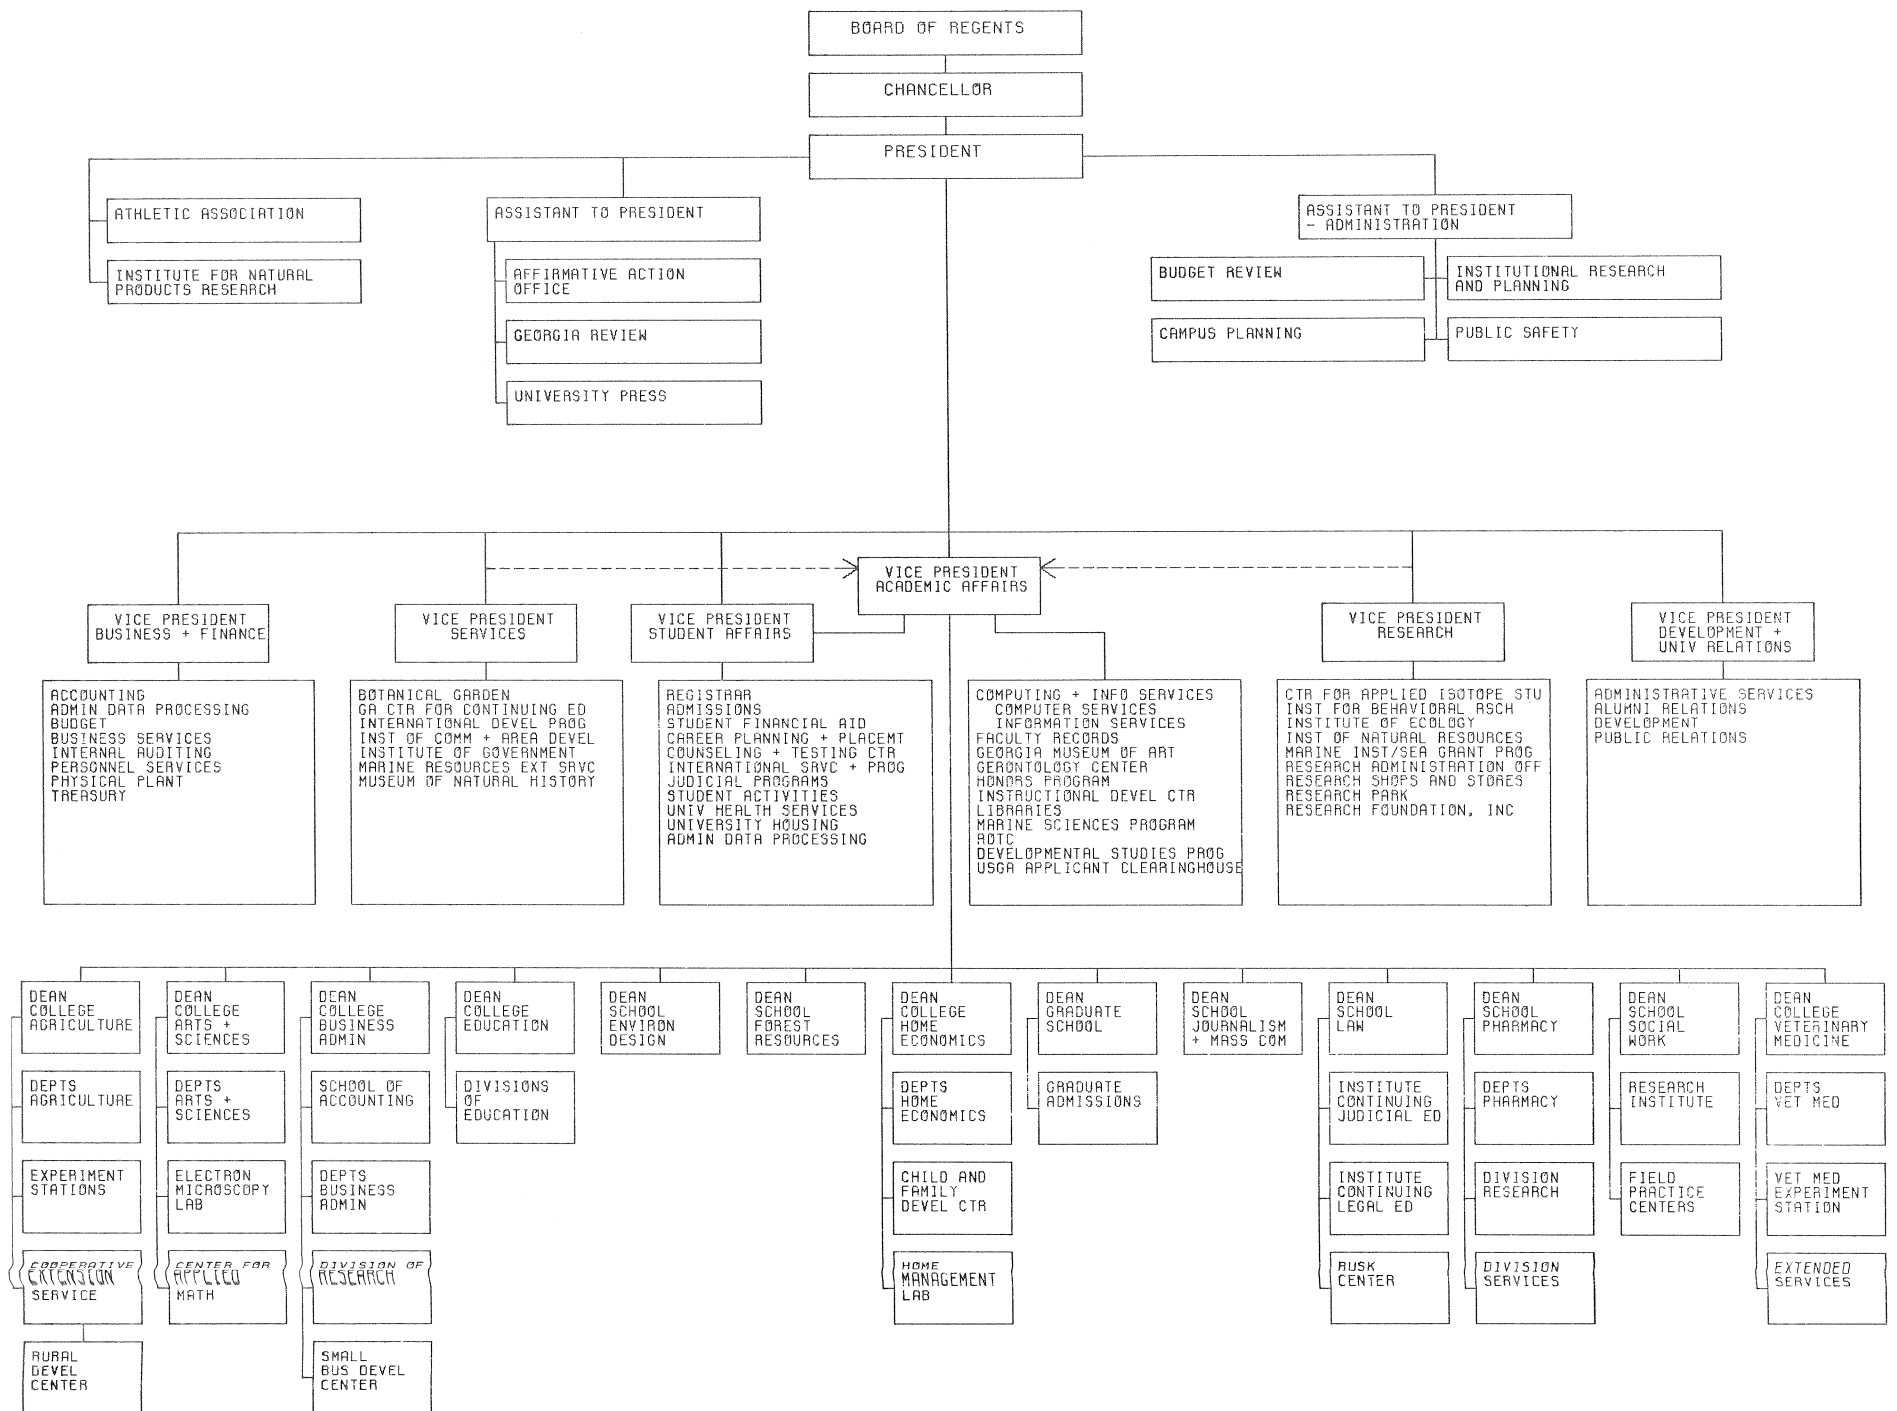 BOARD OF REGENTS
CHANCELLOR
PRESIDENT
ATHLETIC ASSOCIATION
INSTITUTE FOR NATURAL
PRODUCTS RESEARCH
ASSISTANT TO PRESIDENT
AFFIRMATIVE ACTION
OFFICE
GEORGIA REVIEW
UNIVERSITY PRESS
ASSISTANT TO PRESIDENT
- ADMINISTRATION
BUDGET REVIEW
INSTITUTIONAL RESEARCH
AND PLANNING
CAMPUS PLANNING
PUBLIC SAFETY
VICE PRESIDENT
ACADEMIC AFFAIRS
VICE PRESIDENT
BUSINESS + FINANCE
VICE PRESIDENT
SERVICES
VICE PRESIDENT
STUDENT AFFAIRS
VICE PRESIDENT
RESEARCH
VICE PRESIDENT
DEVELOPMENT +
UNIV RELATIONS
ACCOUNTING
ADMIN DATA PROCESSING
BUDGET
BUSINESS SERVICES
INTERNAL AUDITING
PERSONNEL SERVICES
PHYSICAL PLANT
TREASURY
BOTANICAL GARDEN
GA CTR FOR CONTINUING ED
INTERNATIONAL DEVEL PROG
INST OF COMM + AREA DEVEL
INSTITUTE OF GOVERNMENT
MARINE RESOURCES EXT SRVC
MUSEUM OF NATURAL HISTORY
REGISTRAR
ADMISSIONS
STUDENT FINANCIAL AID
CAREER PLANNING + PLACEMT
COUNSELING + TESTING CTR
INTERNATIONAL SRVC + PROG
JUDICIAL PROGRAMS
STUDENT ACTIVITIES
UNIV HEALTH SERVICES
UNIVERSITY HOUSING
ADMIN DATA PROCESSING
COMPUTING + INFO SERVICES
COMPUTER SERVICES
INFORMATION SERVICES
FACULTY RECORDS
GEORGIA MUSEUM OF ART
GERONTOLOGY CENTER
HONORS PROGRAM
INSTRUCTIONAL DEVEL CTR
LIBRARIES
MARINE SCIENCES PROGRAM
ROTC
DEVELOPMENTAL STUDIES PROG
USGA APPLICANT CLEARINGHOUSE
CTR FOR APPLIED ISOTOPE STU
INST FOR BEHAVIORAL RSCH
INSTITUTE OF ECOLOGY
INST OF NATURAL RESOURCES
MARINE INST/SEA GRANT PROG
RESEARCH ADMINISTRATION OFF
RESEARCH SHOPS AND STORES
RESEARCH PARK
RESEARCH FOUNDATION, INC
ADMINISTRATIVE SERVICES
ALUMNI RELATIONS
DEVELOPMENT
PUBLIC RELATIONS
DEAN
COLLEGE
AGRICULTURE
DEPTS
AGRICULTURE
EXPERIMENT
STATIONS
COOPERATIVE
EXTENSION
SERVICE
RURAL
DEVEL
CENTER
DEAN
COLLEGE
ARTS +
SCIENCES
DEPTS
ARTS +
SCIENCES
ELECTRON
MICROSCOPY
LAB
CENTER FOR
APPLIED
MATH
DEAN
COLLEGE
BUSINESS
ADMIN
SCHOOL OF
ACCOUNTING
DEPTS
BUSINESS
ADMIN
DIVISION OF
RESEARCH
SMALL
BUS DEVEL
CENTER
DEAN
COLLEGE
EDUCATION
DIVISIONS
OF
EDUCATION
DEAN
SCHOOL
ENVIRON
DESIGN
DEAN
SCHOOL
FOREST
RESOURCES
DEAN
COLLEGE
HOME
ECONOMICS
DEPTS
HOME
ECONOMICS
CHILD AND
FAMILY
DEVEL CTR
HOME
MANAGEMENT
LAB
DEAN
GRADUATE
SCHOOL
GRADUATE
ADMISSIONS
DEAN
SCHOOL
JOURNALISM
+ MASS COM
DEAN
SCHOOL
LAW
INSTITUTE
CONTINUING
JUDICIAL ED
INSTITUTE
CONTINUING
LEGAL ED
RUSK
CENTER
DEAN
SCHOOL
PHARMACY
DEPTS
PHARMACY
DIVISION
RESEARCH
DIVISION
SERVICES
DEAN
SCHOOL
SOCIAL
WORK
RESEARCH
INSTITUTE
FIELD
PRACTICE
CENTERS
DEAN
COLLEGE
VETERINARY
MEDICINE
DEPTS
VET MED
VET MED
EXPERIMENT
STATION
EXTENDED
SERVICES